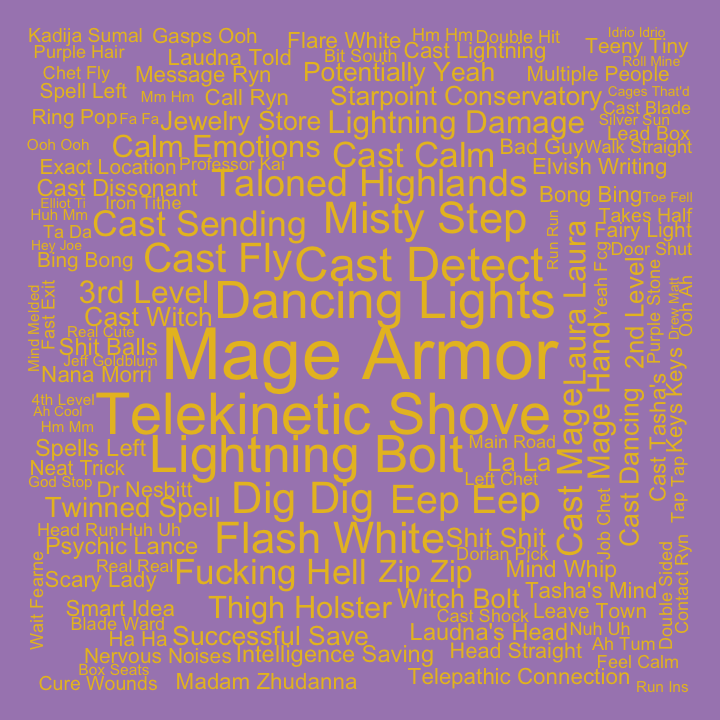 Kadija Sumal
Gasps Ooh
Flare White
Hm Hm
Double Hit
Idrio Idrio
Purple Hair
Laudna Told
Bit South
Cast Lightning
Teeny Tiny
Roll Mine
Chet Fly
Message Ryn
Potentially Yeah
Multiple People
Spell Left
Mm Hm
Call Ryn
Starpoint Conservatory
Cages That'd
Cast Blade
Ring Pop
Fa Fa
Jewelry Store
Lightning Damage
Silver Sun
Lead Box
Ooh Ooh
Calm Emotions
Cast Calm
Bad Guy
Walk Straight
Exact Location
Professor Kai
Elvish Writing
Cast Dissonant
Taloned Highlands
Bong Bing
Toe Fell
Elliot Ti
Iron Tithe
Huh Mm
Cast Sending
Misty Step
Run Run
Takes Half
Ta Da
Fairy Light
Hey Joe
Bing Bong
Cast Fly
Cast Detect
Laura Laura
Yeah Fcg
Door Shut
Mind Melded
Fast Exit
3rd Level
Dancing Lights
2nd Level
Purple Stone
Drew Matt
Ooh Ah
Cast Witch
Real Cute
Shit Balls
Mage Armor
Jeff Goldblum
Nana Morri
Mage Hand
Cast Mage
Cast Dancing
Cast Tasha's
Keys Keys
Tap Tap
4th Level
Ah Cool
Hm Mm
Telekinetic Shove
Spells Left
Lightning Bolt
Main Road
Neat Trick
La La
God Stop
Dr Nesbitt
Dig Dig
Eep Eep
Left Chet
Job Chet
Twinned Spell
Head Run
Huh Uh
Flash White
Shit Shit
Psychic Lance
Dorian Pick
Real Real
Fucking Hell
Zip Zip
Mind Whip
Wait Fearne
Scary Lady
Tasha's Mind
Double Sided
Contact Ryn
Smart Idea
Thigh Holster
Witch Bolt
Cast Shock
Leave Town
Blade Ward
Ha Ha
Successful Save
Laudna's Head
Nuh Uh
Nervous Noises
Intelligence Saving
Head Straight
Ah Tum
Box Seats
Feel Calm
Cure Wounds
Madam Zhudanna
Telepathic Connection
Run Ins